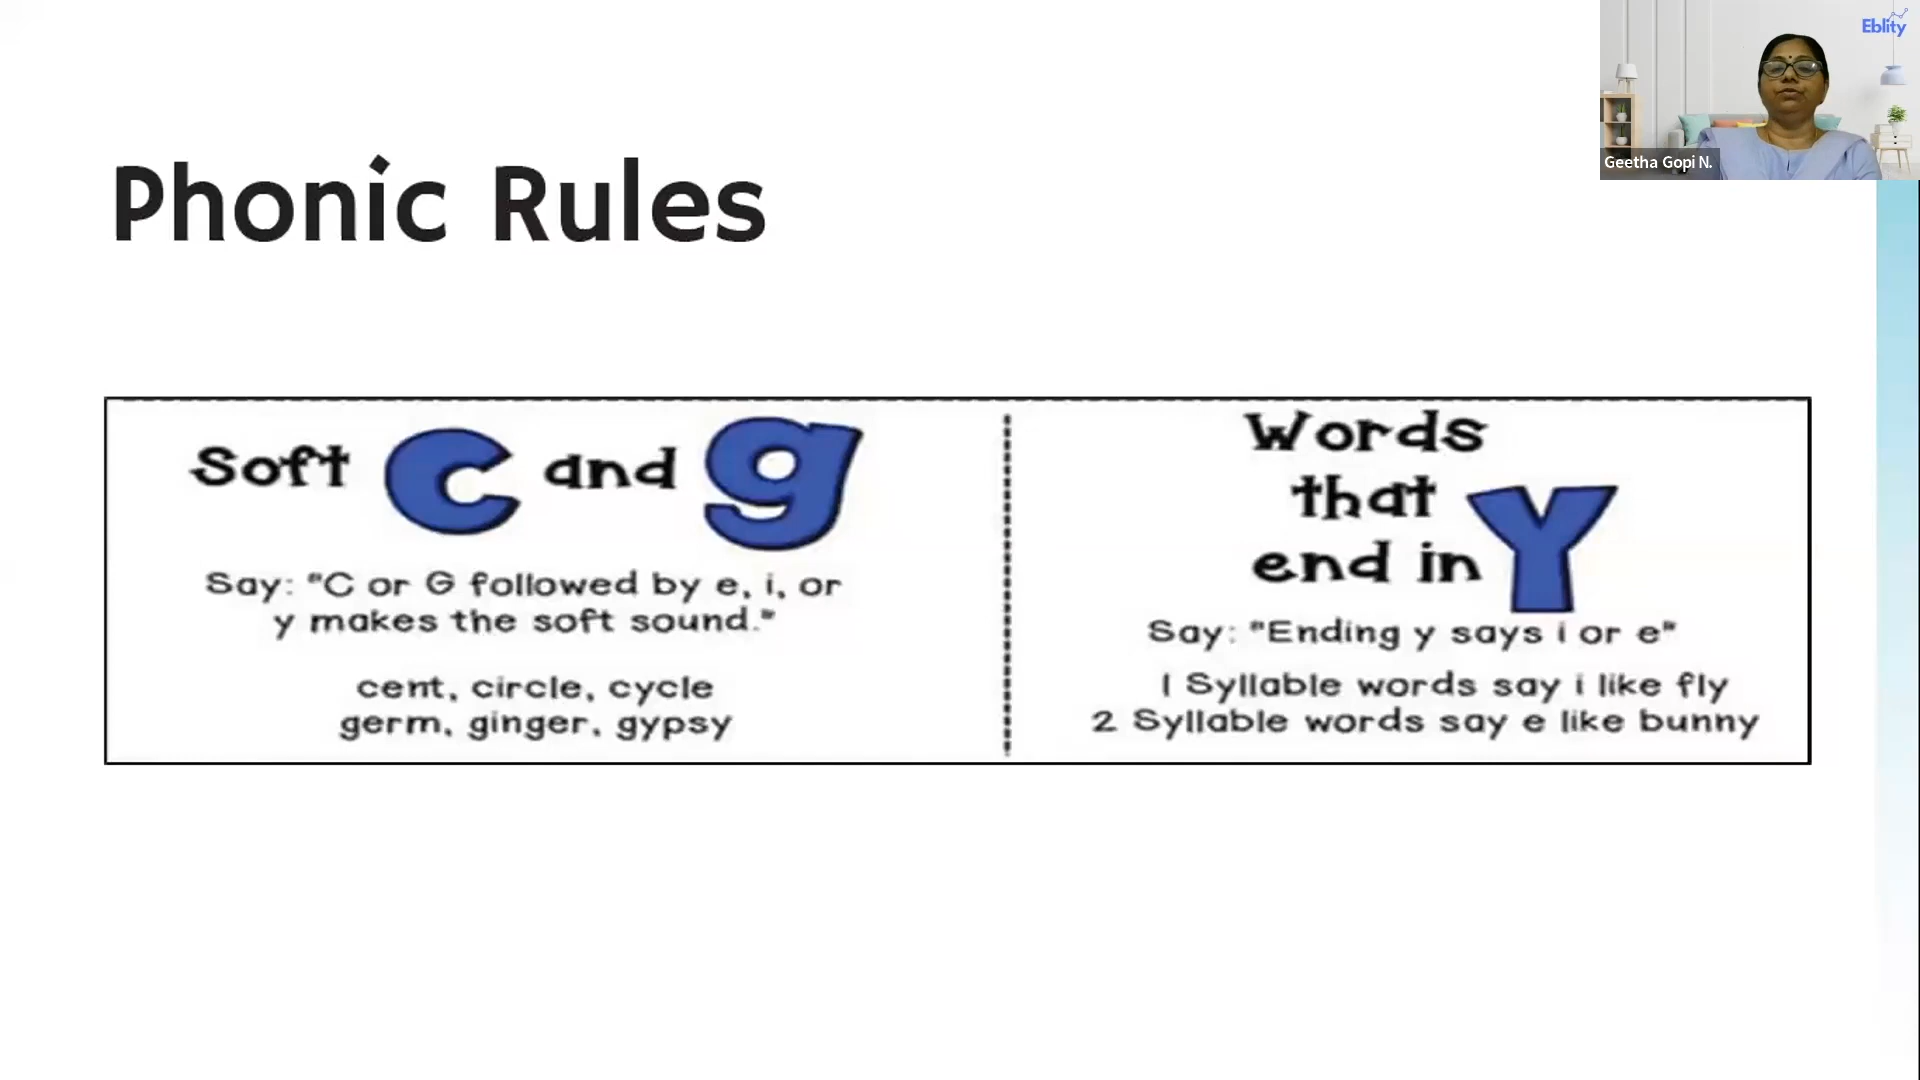 Eblity
Geetha Gopi N.
Phonic Rules
Soft c and g
Say: "C or G followed by e, i, or
y makes the soft sound."
cent, circle, cycle
germ, ginger, gypsy
Words
that
end in Y
Say: "Ending y says i or e"
1 Syllable words say i like fly
2 Syllable words say e like bunny